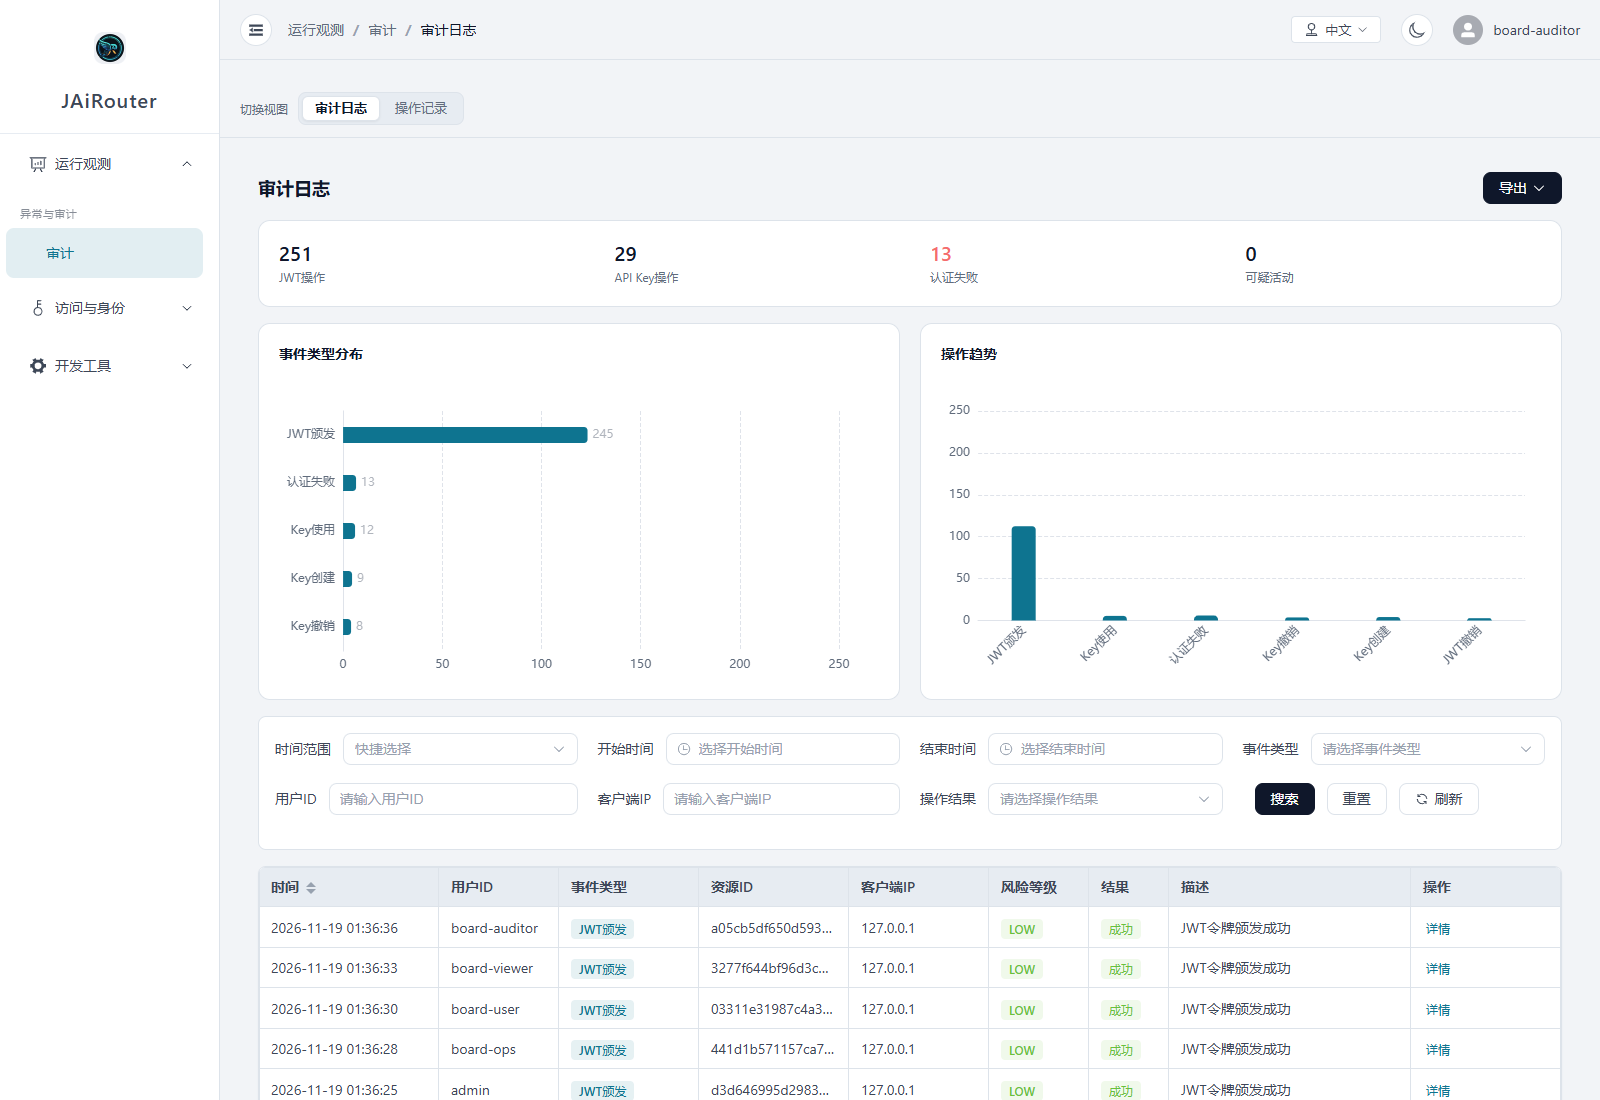 JAiRouter
运行观测
异常与审计
审计
访问与身份
开发工具
运行观测 / 审计 / 审计日志
中文
board-auditor
切换视图 审计日志 操作记录
审计日志
导出
251 29 13 0
JWT操作 API Key操作 认证失败 可疑活动
事件类型分布
JWT颁发 245
认证失败 13
Key使用 12
Key创建 9
Key撤销 8
0 50 100 150 200 250
操作趋势
250
200
150
100
50
0
JWT颁发 Key使用 认证失败 Key撤销 Key创建 JWT撤销
时间范围 快捷选择 开始时间 选择开始时间 结束时间 选择结束时间 事件类型 请选择事件类型
用户ID 请输入用户ID 客户端IP 请输入客户端IP 操作结果 请选择操作结果 搜索 重置 刷新
时间 用户ID 事件类型 资源ID 客户端IP 风险等级 结果 描述 操作
2026-11-19 01:36:36 board-auditor JWT颁发 a05cb5df650d593... 127.0.0.1 LOW 成功 JWT令牌颁发成功 详情
2026-11-19 01:36:33 board-viewer JWT颁发 3277f644bf96d3c... 127.0.0.1 LOW 成功 JWT令牌颁发成功 详情
2026-11-19 01:36:30 board-user JWT颁发 03311e31987c4a3... 127.0.0.1 LOW 成功 JWT令牌颁发成功 详情
2026-11-19 01:36:28 board-ops JWT颁发 441d1b571157ca7... 127.0.0.1 LOW 成功 JWT令牌颁发成功 详情
2026-11-19 01:36:25 admin JWT颁发 d3d646995d2983... 127.0.0.1 LOW 成功 JWT令牌颁发成功 详情